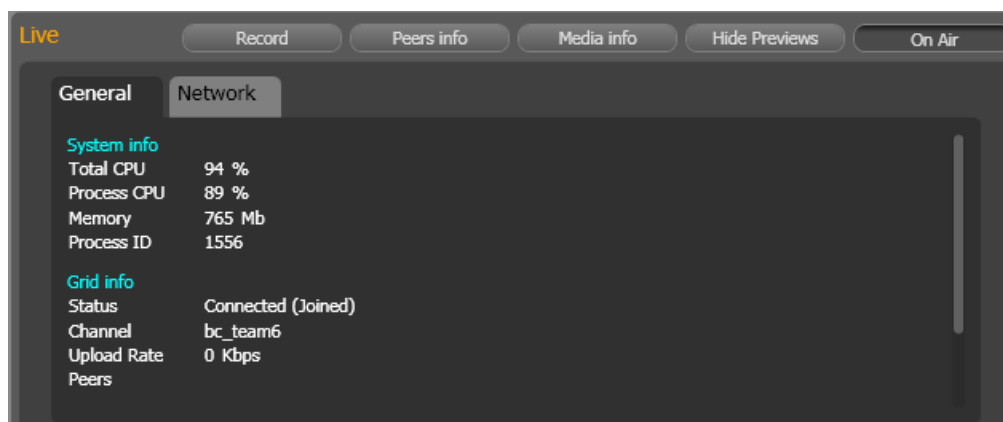 Live Record Peers info Media info Hide Previews On Air
General Network
System info
Total CPU 94 %
Process CPU 89 %
Memory 765 Mb
Process ID 1556
Grid info
Status Connected (Joined)
Channel bc_team6
Upload Rate 0 Kbps
Peers